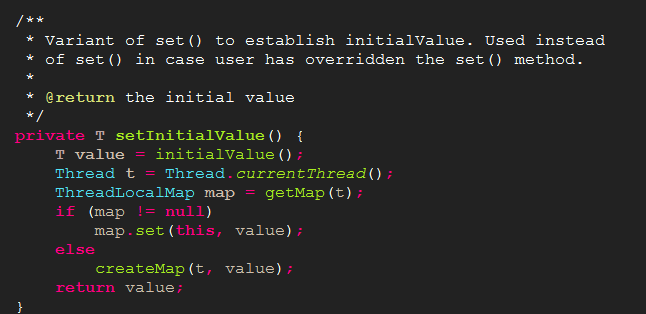 /**
 * Variant of set() to establish initialValue. Used instead
 * of set() in case user has overridden the set() method.
 *
 * @return the initial value
 */
private T setInitialValue() {
    T value = initialValue();
    Thread t = Thread.currentThread();
    ThreadLocalMap map = getMap(t);
    if (map != null)
        map.set(this, value);
    else
        createMap(t, value);
    return value;
}